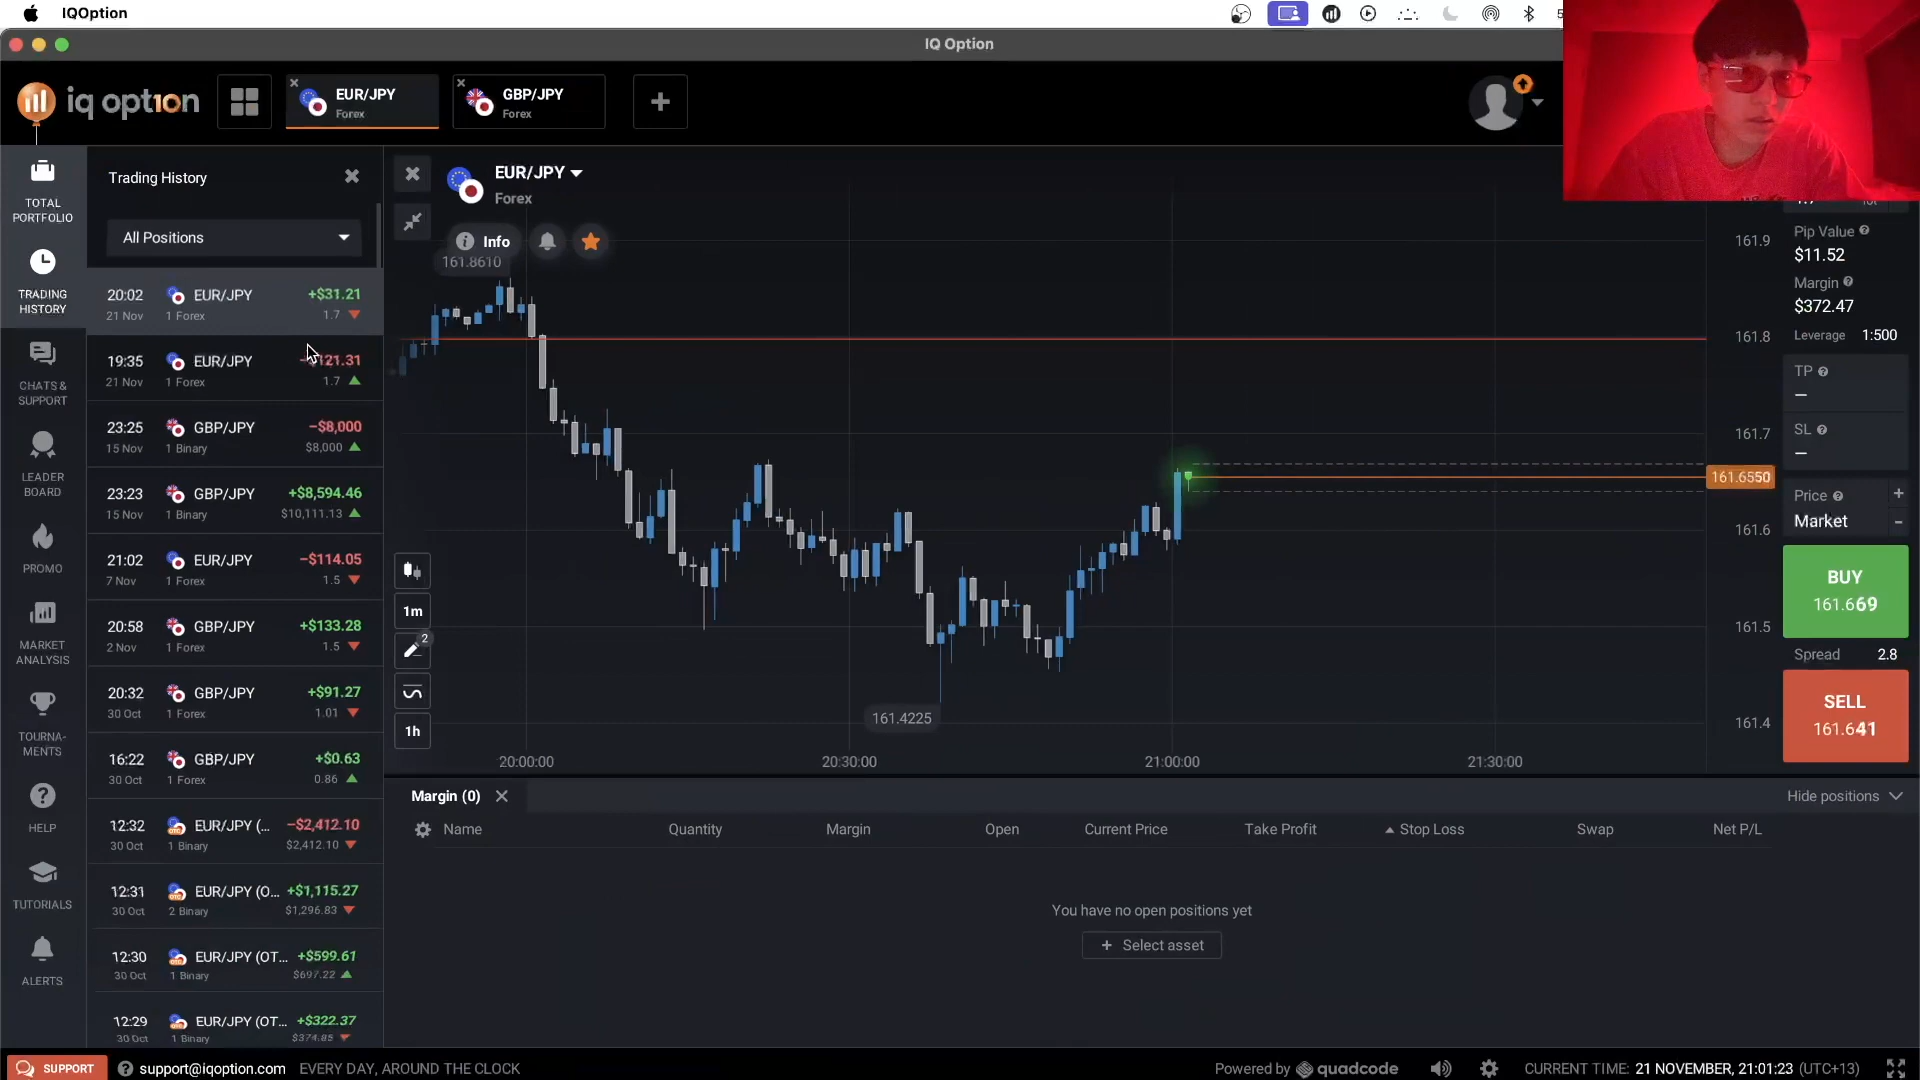 IQOption
IQ Option
iq option
EUR/JPY
Forex
GBP/JPY
Forex
TOTAL
PORTFOLIO
TRADING
HISTORY
CHATS &
SUPPORT
LEADER
BOARD
PROMO
MARKET
ANALYSIS
TOURNA-
MENTS
HELP
TUTORIALS
ALERTS
Trading History
All Positions
20:02 EUR/JPY +$31.21
21 Nov 1 Forex 1.7
19:35 EUR/JPY 121.31
21 Nov 1 Forex 1.7
23:25 GBP/JPY −$8,000
15 Nov 1 Binary $8,000
23:23 GBP/JPY +$8,594.46
15 Nov 1 Binary $10,111.13
21:02 EUR/JPY −$114.05
7 Nov 1 Forex 1.5
20:58 GBP/JPY +$133.28
2 Nov 1 Forex 1.5
20:32 GBP/JPY +$91.27
30 Oct 1 Forex 1.01
16:22 GBP/JPY +$0.63
30 Oct 1 Forex 0.86
12:32 EUR/JPY (... −$2,412.10
30 Oct 1 Binary $2,412.10
12:31 EUR/JPY (O... +$1,115.27
30 Oct 2 Binary $1,296.83
12:30 EUR/JPY (OT... +$599.61
30 Oct 1 Binary $697.22
12:29 EUR/JPY (OT... +$322.37
30 Oct 1 Binary $374.85
EUR/JPY
Forex
Info
161.8610
1m
2
1h
161.4225
161.9
161.8
161.7
161.6550
161.6
161.5
161.4
20:00:00 20:30:00 21:00:00 21:30:00
Pip Value
$11.52
Margin
$372.47
Leverage 1:500
TP
–
SL
–
Price +
Market −
BUY
161.669
Spread 2.8
SELL
161.641
Margin (0)
Hide positions
Name Quantity Margin Open Current Price Take Profit Stop Loss Swap Net P/L
You have no open positions yet
+ Select asset
SUPPORT support@iqoption.com EVERY DAY, AROUND THE CLOCK
Powered by quadcode
CURRENT TIME: 21 NOVEMBER, 21:01:23 (UTC+13)